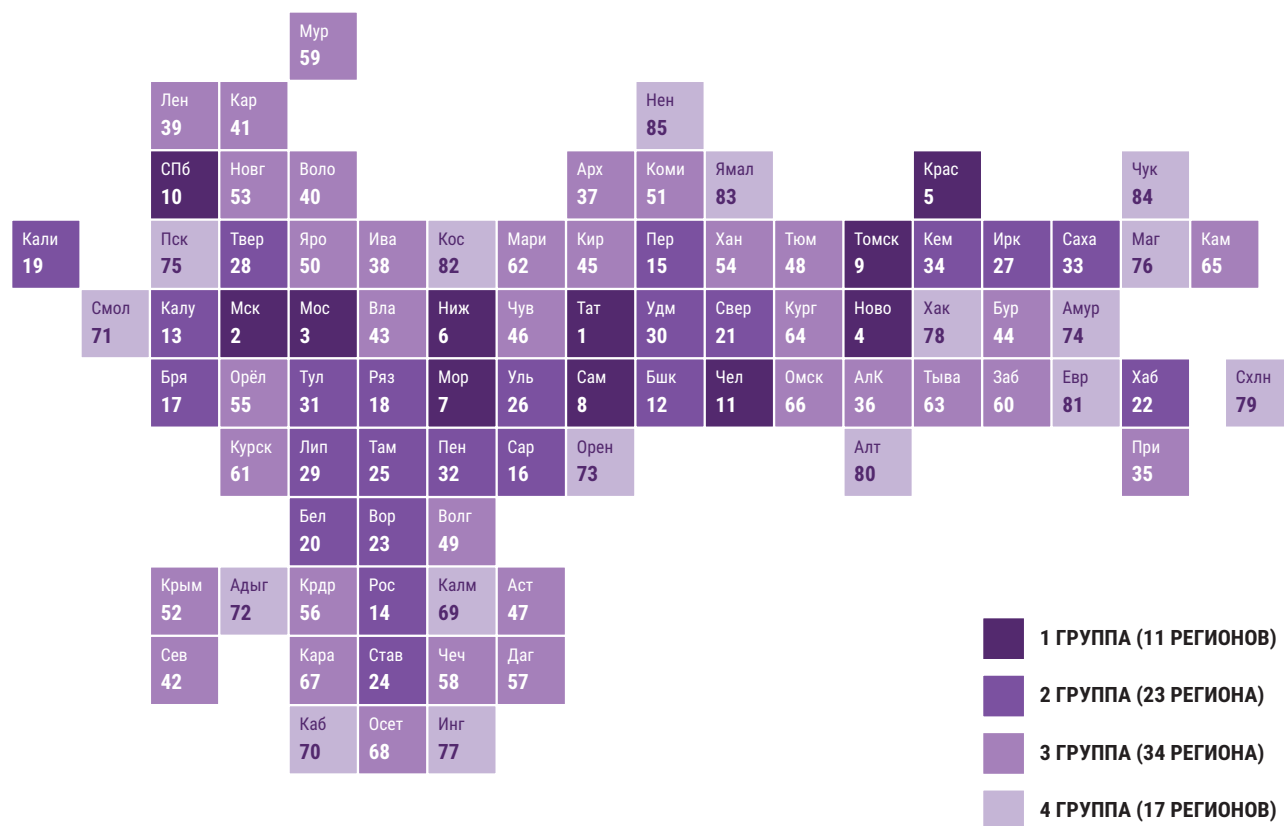 Мур
59
Лен
39
Кар
41
Нен
85
СПб
10
Новг
53
Воло
40
Арх
37
Коми
51
Ямал
83
Крас
5
Чук
84
Кали
19
Пск
75
Твер
28
Яро
50
Ива
38
Кос
82
Мари
62
Кир
45
Пер
15
Хан
54
Тюм
48
Томск
9
Кем
34
Ирк
27
Саха
33
Маг
76
Кам
65
Смол
71
Калу
13
Мск
2
Мос
3
Вла
43
Ниж
6
Чув
46
Тат
1
Удм
30
Свер
21
Кург
64
Ново
4
Хак
78
Бур
44
Амур
74
Бря
17
Орёл
55
Тул
31
Ряз
18
Мор
7
Уль
26
Сам
8
Бшк
12
Чел
11
Омск
66
АлК
36
Тыва
63
Заб
60
Евр
81
Хаб
22
Схлн
79
Курск
61
Лип
29
Там
25
Пен
32
Сар
16
Орен
73
Алт
80
При
35
Бел
20
Вор
23
Волг
49
Крым
52
Адыг
72
Крдр
56
Рос
14
Калм
69
Аст
47
Сев
42
Кара
67
Став
24
Чеч
58
Даг
57
Каб
70
Осет
68
Инг
77
1 ГРУППА (11 РЕГИОНОВ)
2 ГРУППА (23 РЕГИОНА)
3 ГРУППА (34 РЕГИОНА)
4 ГРУППА (17 РЕГИОНОВ)